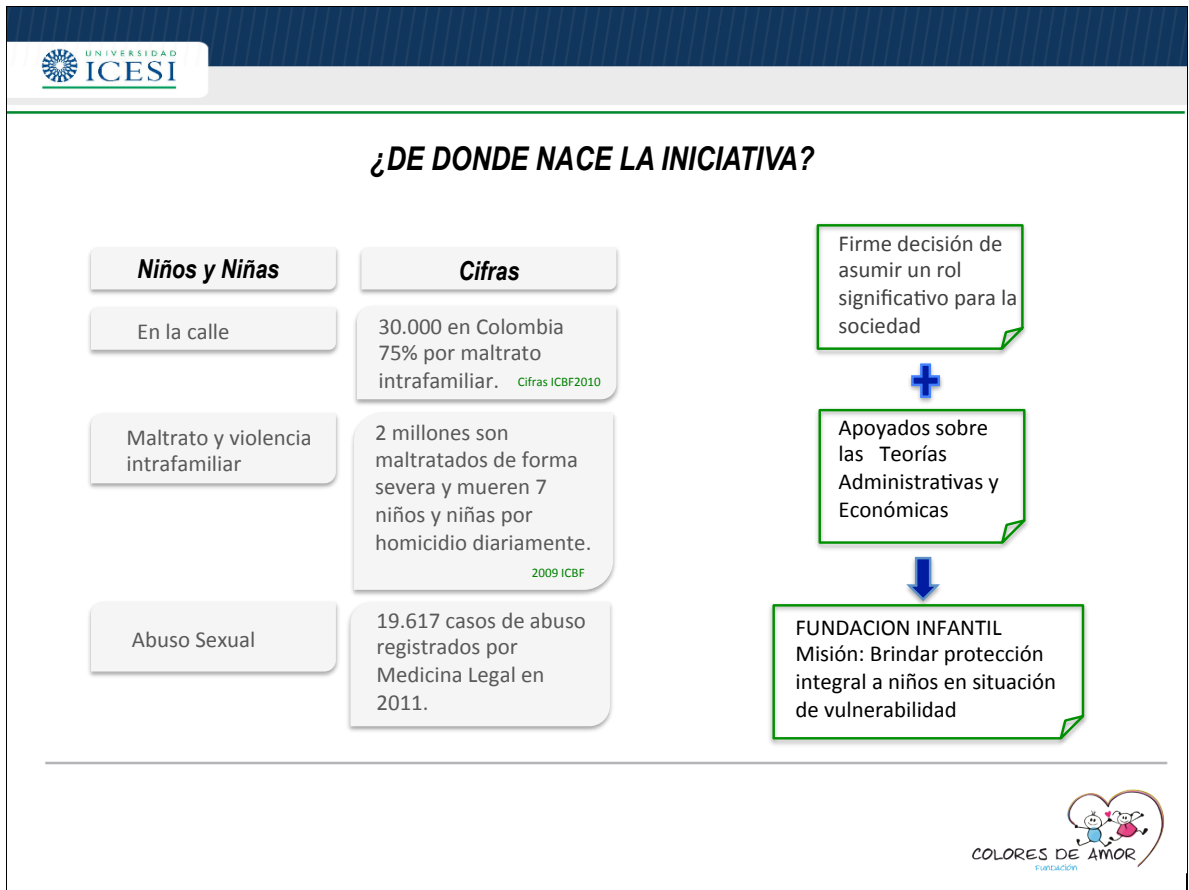 UNIVERSIDAD
ICESI
¿DE DONDE NACE LA INICIATIVA?
Niños y Niñas
Cifras
En la calle
30.000 en Colombia
75% por maltrato
intrafamiliar. Cifras ICBF2010
Maltrato y violencia
intrafamiliar
2 millones son
maltratados de forma
severa y mueren 7
niños y niñas por
homicidio diariamente.
2009 ICBF
Abuso Sexual
19.617 casos de abuso
registrados por
Medicina Legal en
2011.
Firme decisión de
asumir un rol
significativo para la
sociedad
Apoyados sobre
las Teorías
Administrativas y
Económicas
FUNDACION INFANTIL
Misión: Brindar protección
integral a niños en situación
de vulnerabilidad
COLORES DE AMOR
Fundación